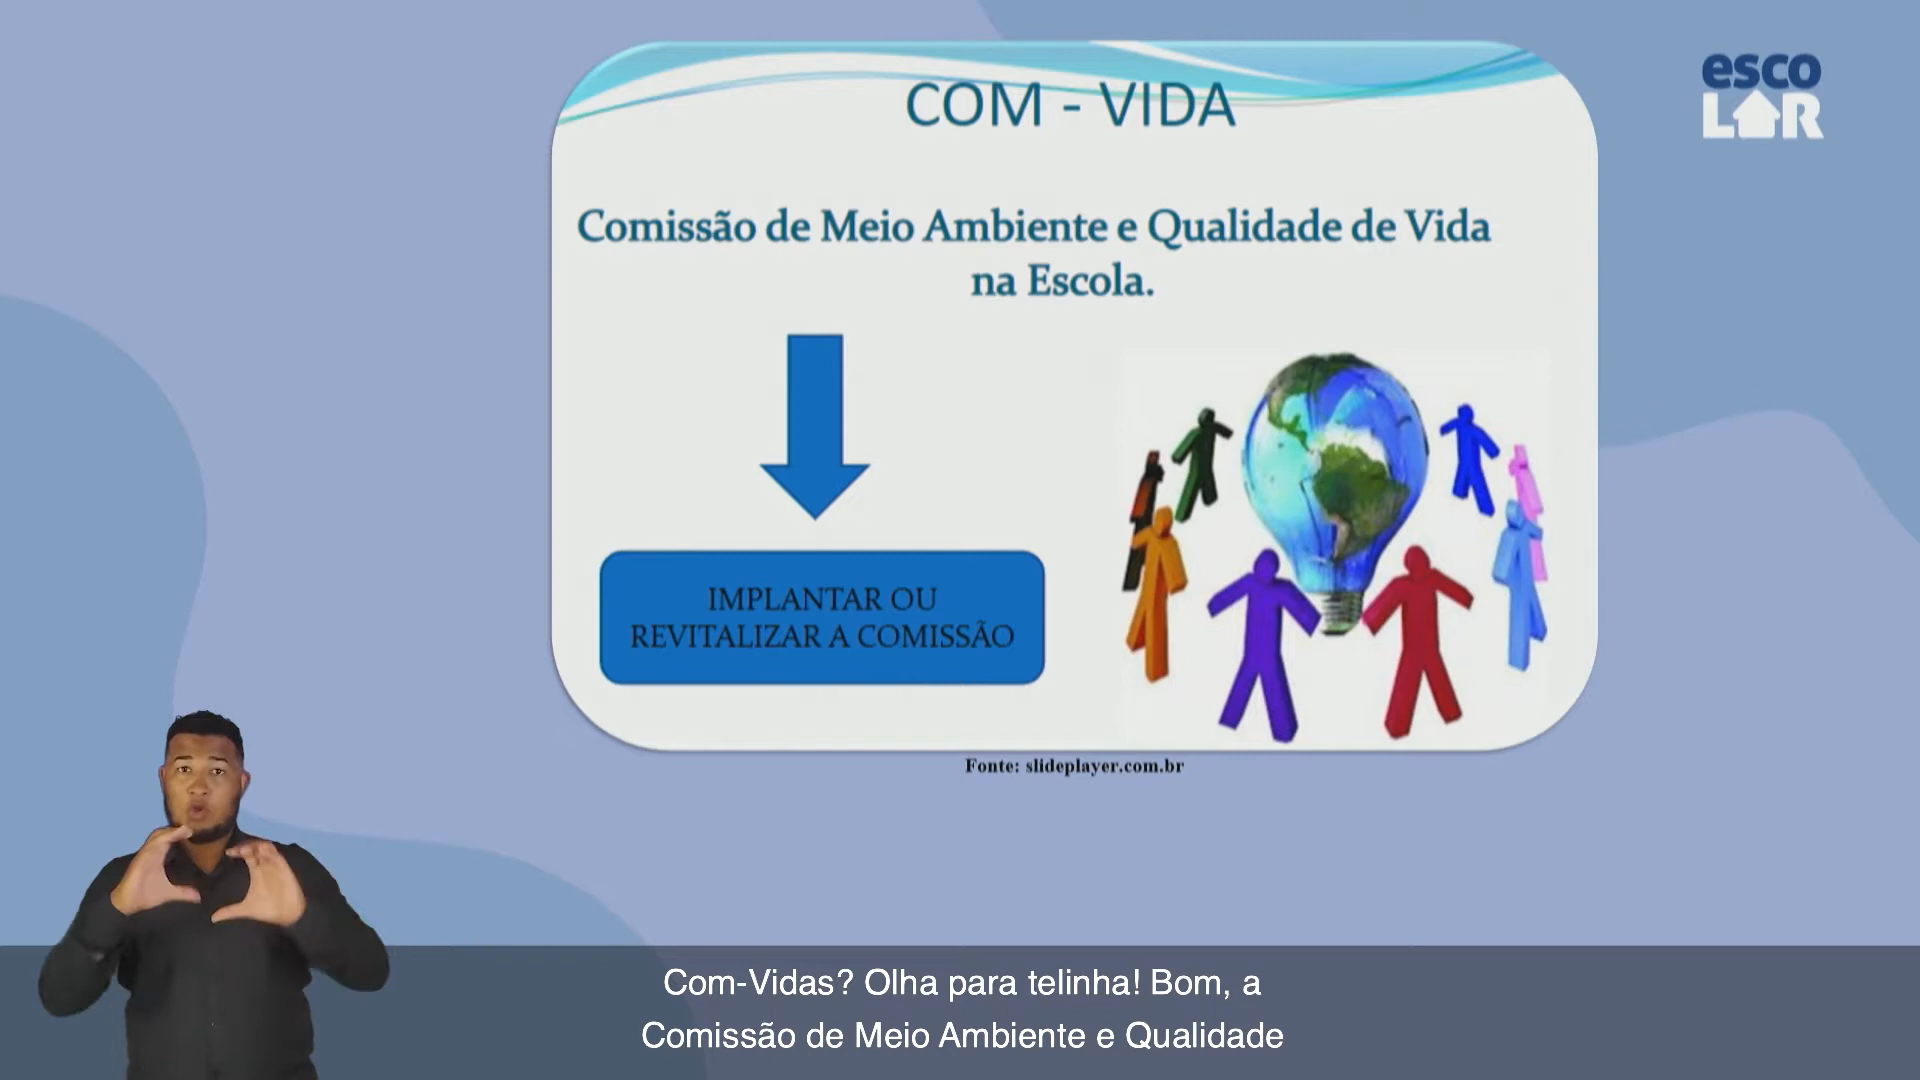 COM - VIDA
esco
LAR
Comissão de Meio Ambiente e Qualidade de Vida
na Escola.
IMPLANTAR OU
REVITALIZAR A COMISSÃO
Fonte: slideplayer.com.br
Com-Vidas? Olha para telinha! Bom, a
Comissão de Meio Ambiente e Qualidade